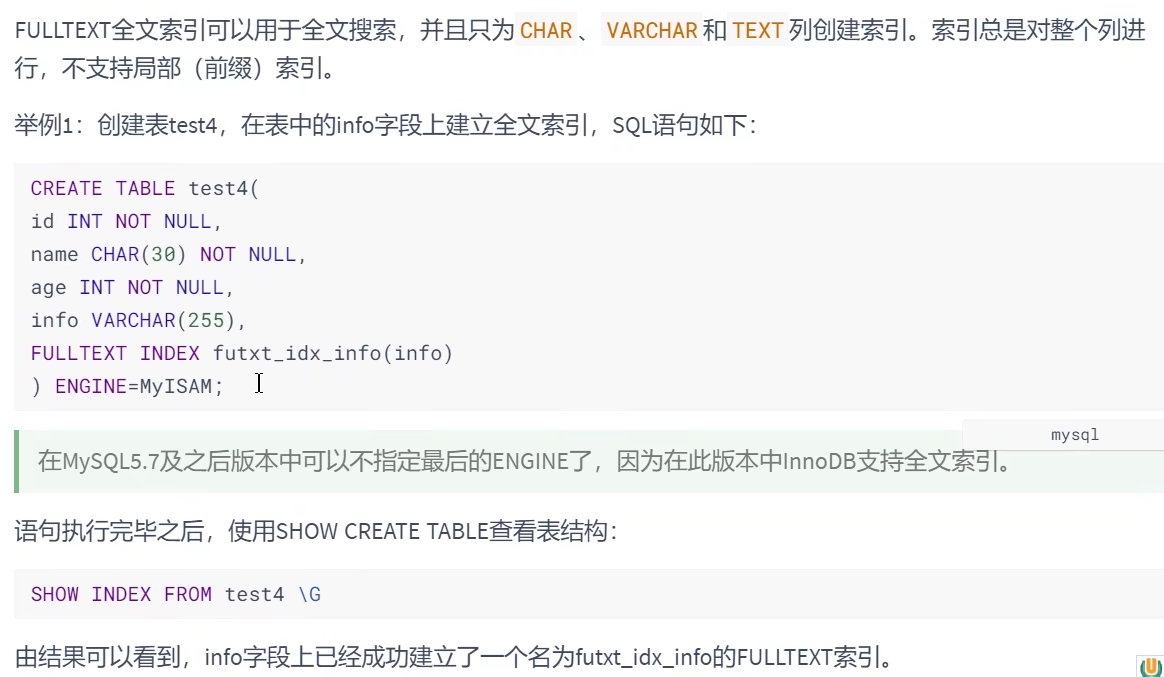 FULLTEXT全文索引可以用于全文搜索，并且只为 CHAR 、 VARCHAR 和 TEXT 列创建索引。索引总是对整个列进
行，不支持局部（前缀）索引。
举例1：创建表test4，在表中的info字段上建立全文索引，SQL语句如下：
CREATE TABLE test4(
id INT NOT NULL,
name CHAR(30) NOT NULL,
age INT NOT NULL,
info VARCHAR(255),
FULLTEXT INDEX futxt_idx_info(info)
) ENGINE=MyISAM;
mysql
在MySQL5.7及之后版本中可以不指定最后的ENGINE了，因为在此版本中InnoDB支持全文索引。
语句执行完毕之后，使用SHOW CREATE TABLE查看表结构：
SHOW INDEX FROM test4 \G
由结果可以看到，info字段上已经成功建立了一个名为futxt_idx_info的FULLTEXT索引。